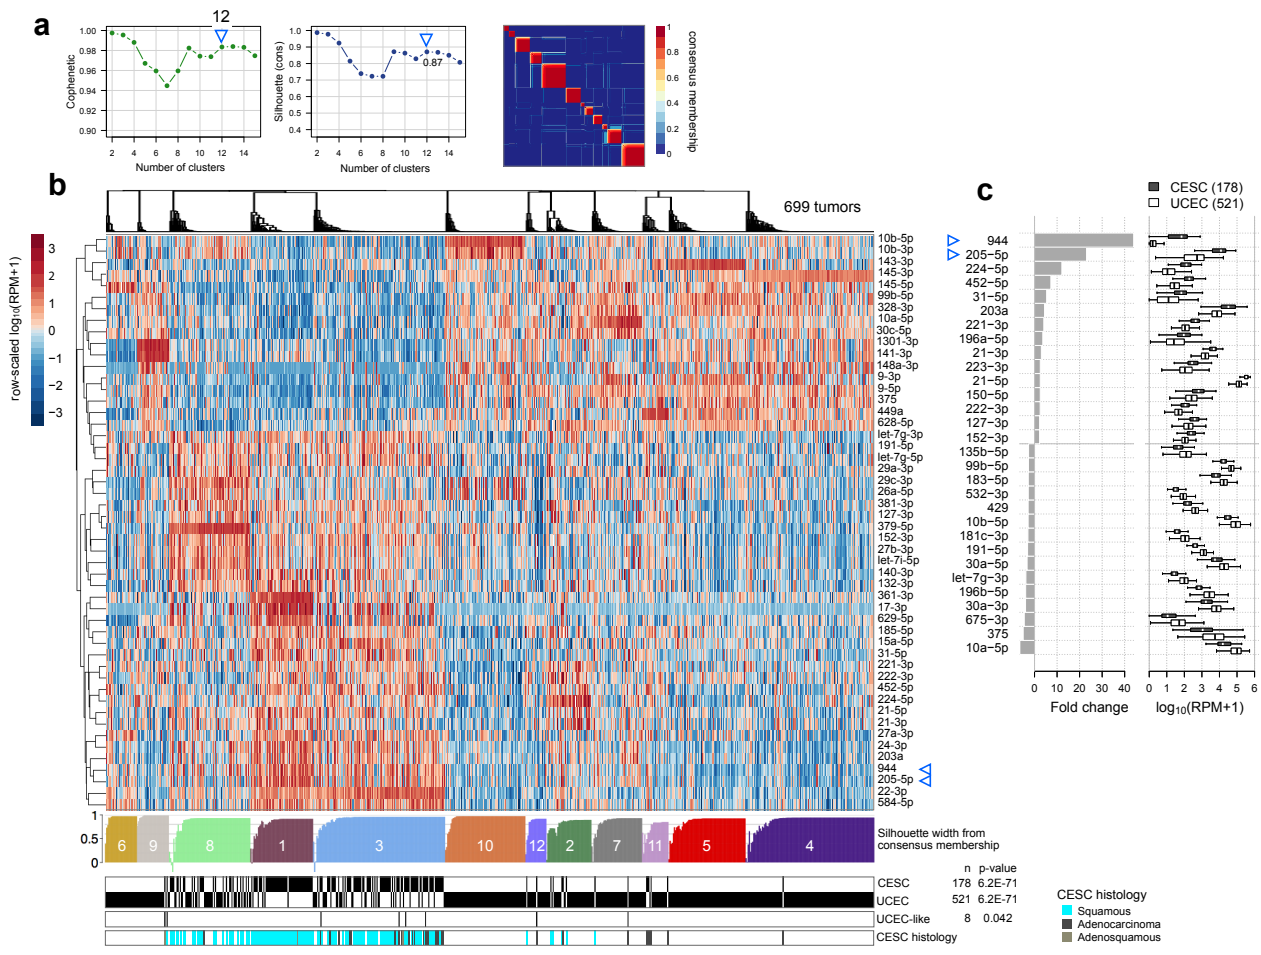 a
12
1.00
0.98
0.96
0.94
0.92
0.90
Cophenetic
2 4 6 8 10 12 14
Number of clusters
1.0
0.9
0.8
0.7
0.6
0.5
0.4
Silhouette (cons)
0.87
2 4 6 8 10 12 14
Number of clusters
1
0.8
0.6
0.4
0.2
0
consensus membership
b
699 tumors
row-scaled log10(RPM+1)
3
2
1
0
−1
−2
−3
10b-5p
10b-3p
143-3p
145-3p
145-5p
99b-5p
328-3p
10a-5p
30c-5p
1301-3p
141-3p
148a-3p
9-3p
9-5p
375
449a
628-5p
let-7g-3p
191-5p
let-7g-5p
29a-3p
29c-3p
26a-5p
381-3p
127-3p
379-5p
152-3p
27b-3p
let-7i-5p
140-3p
132-3p
361-3p
17-3p
629-5p
185-5p
15a-5p
31-5p
221-3p
222-3p
452-5p
224-5p
21-5p
21-3p
27a-3p
24-3p
203a
944
205-5p
22-3p
584-5p
1
0.5
0
6 9 8 1 3 10 12 2 7 11 5 4
Silhouette width from
consensus membership
n p-value
CESC 178 6.2E-71
UCEC 521 6.2E-71
UCEC-like 8 0.042
CESC histology
CESC histology
Squamous
Adenocarcinoma
Adenosquamous
c
CESC (178)
UCEC (521)
944
205−5p
224−5p
452−5p
31−5p
203a
221−3p
196a−5p
21−3p
223−3p
21−5p
150−5p
222−3p
127−3p
152−3p
135b−5p
99b−5p
183−5p
532−3p
429
10b−5p
181c−3p
191−5p
30a−5p
let−7g−3p
196b−5p
30a−3p
675−3p
375
10a−5p
0 10 20 30 40
Fold change
0 1 2 3 4 5 6
log10(RPM+1)